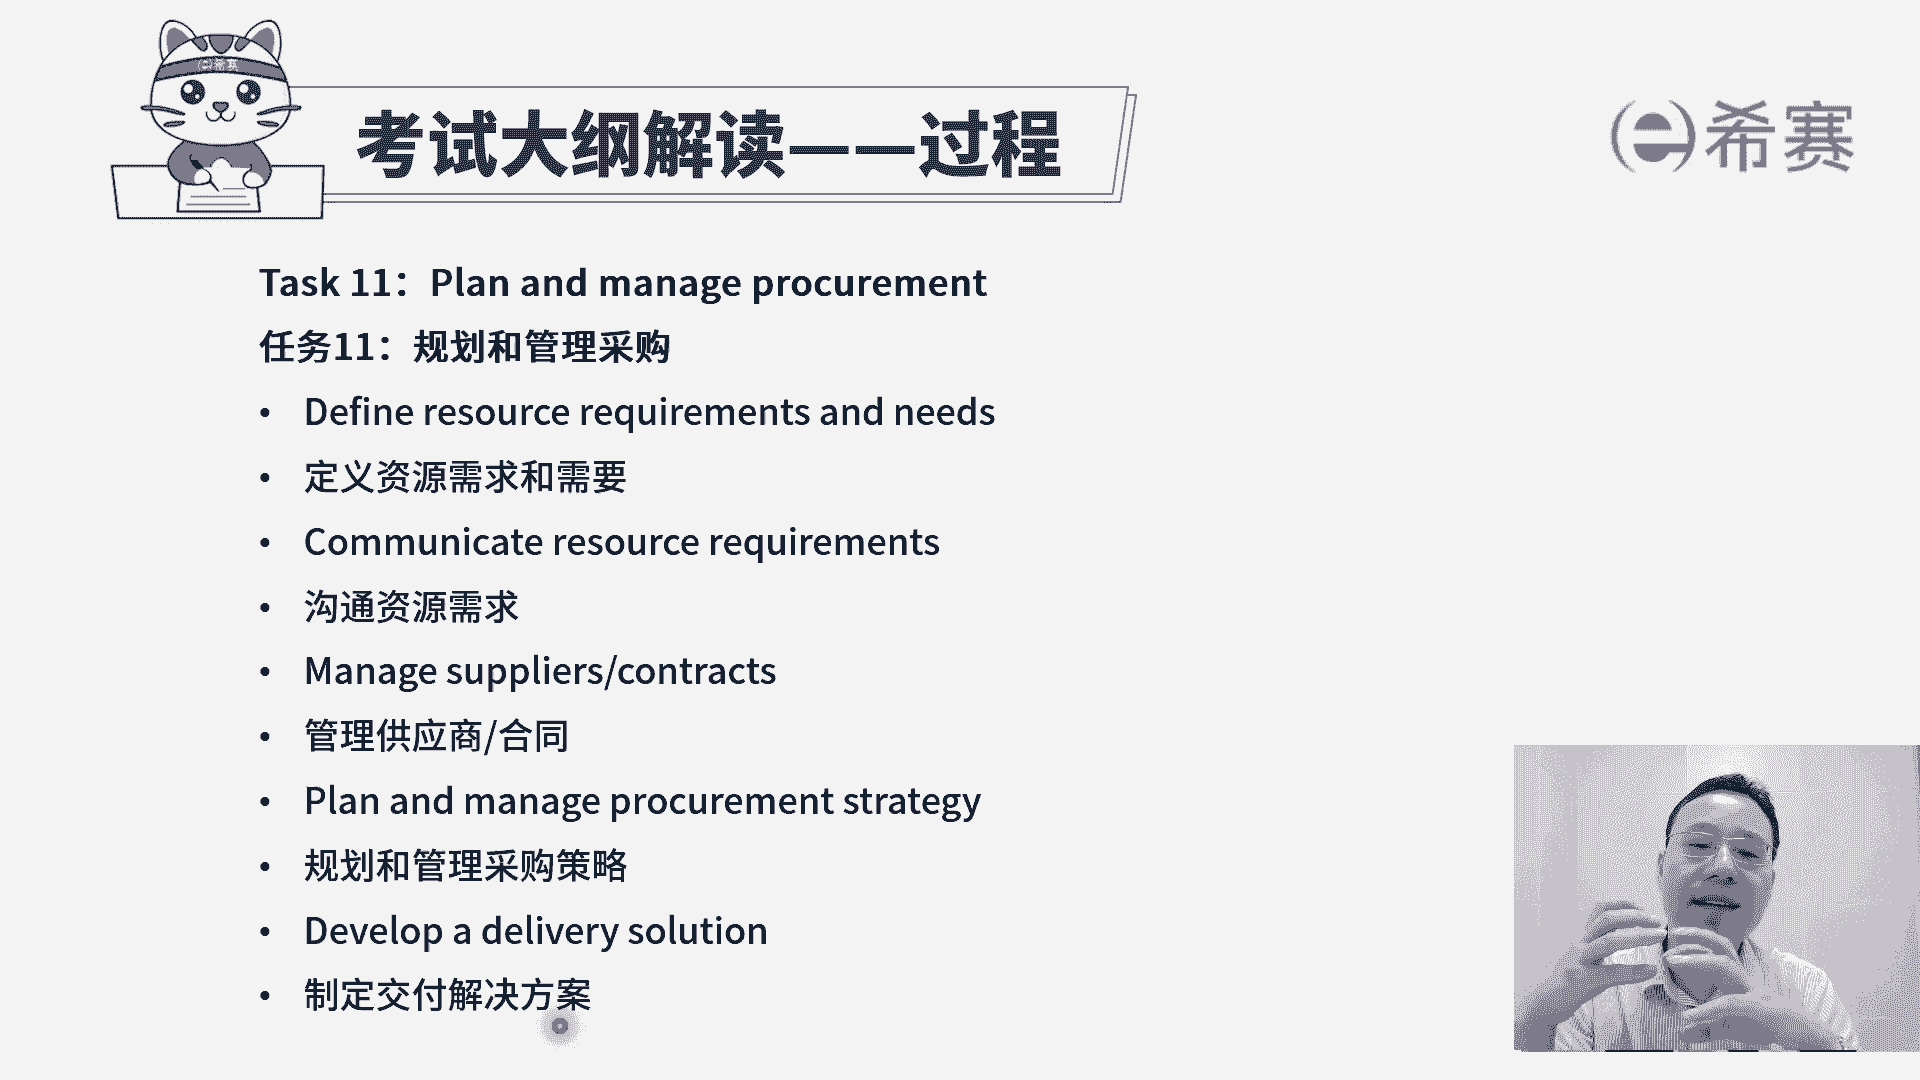 希赛
考试大纲解读——过程
希赛
Task 11：Plan and manage procurement
任务11：规划和管理采购
• Define resource requirements and needs
• 定义资源需求和需要
• Communicate resource requirements
• 沟通资源需求
• Manage suppliers/contracts
• 管理供应商/合同
• Plan and manage procurement strategy
• 规划和管理采购策略
• Develop a delivery solution
• 制定交付解决方案